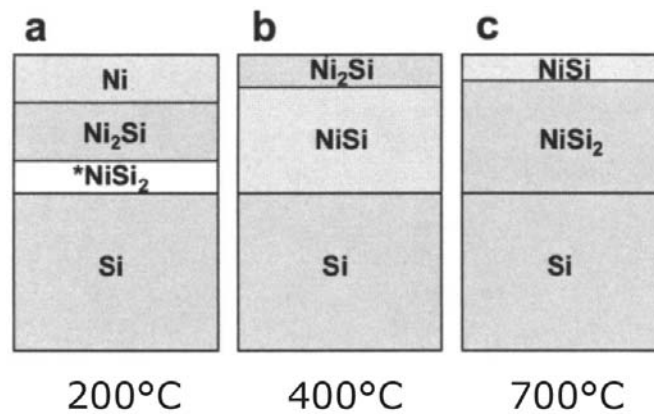 a
Ni
Ni₂Si
*NiSi₂
Si
200°C
b
Ni₂Si
NiSi
Si
400°C
c
NiSi
NiSi₂
Si
700°C